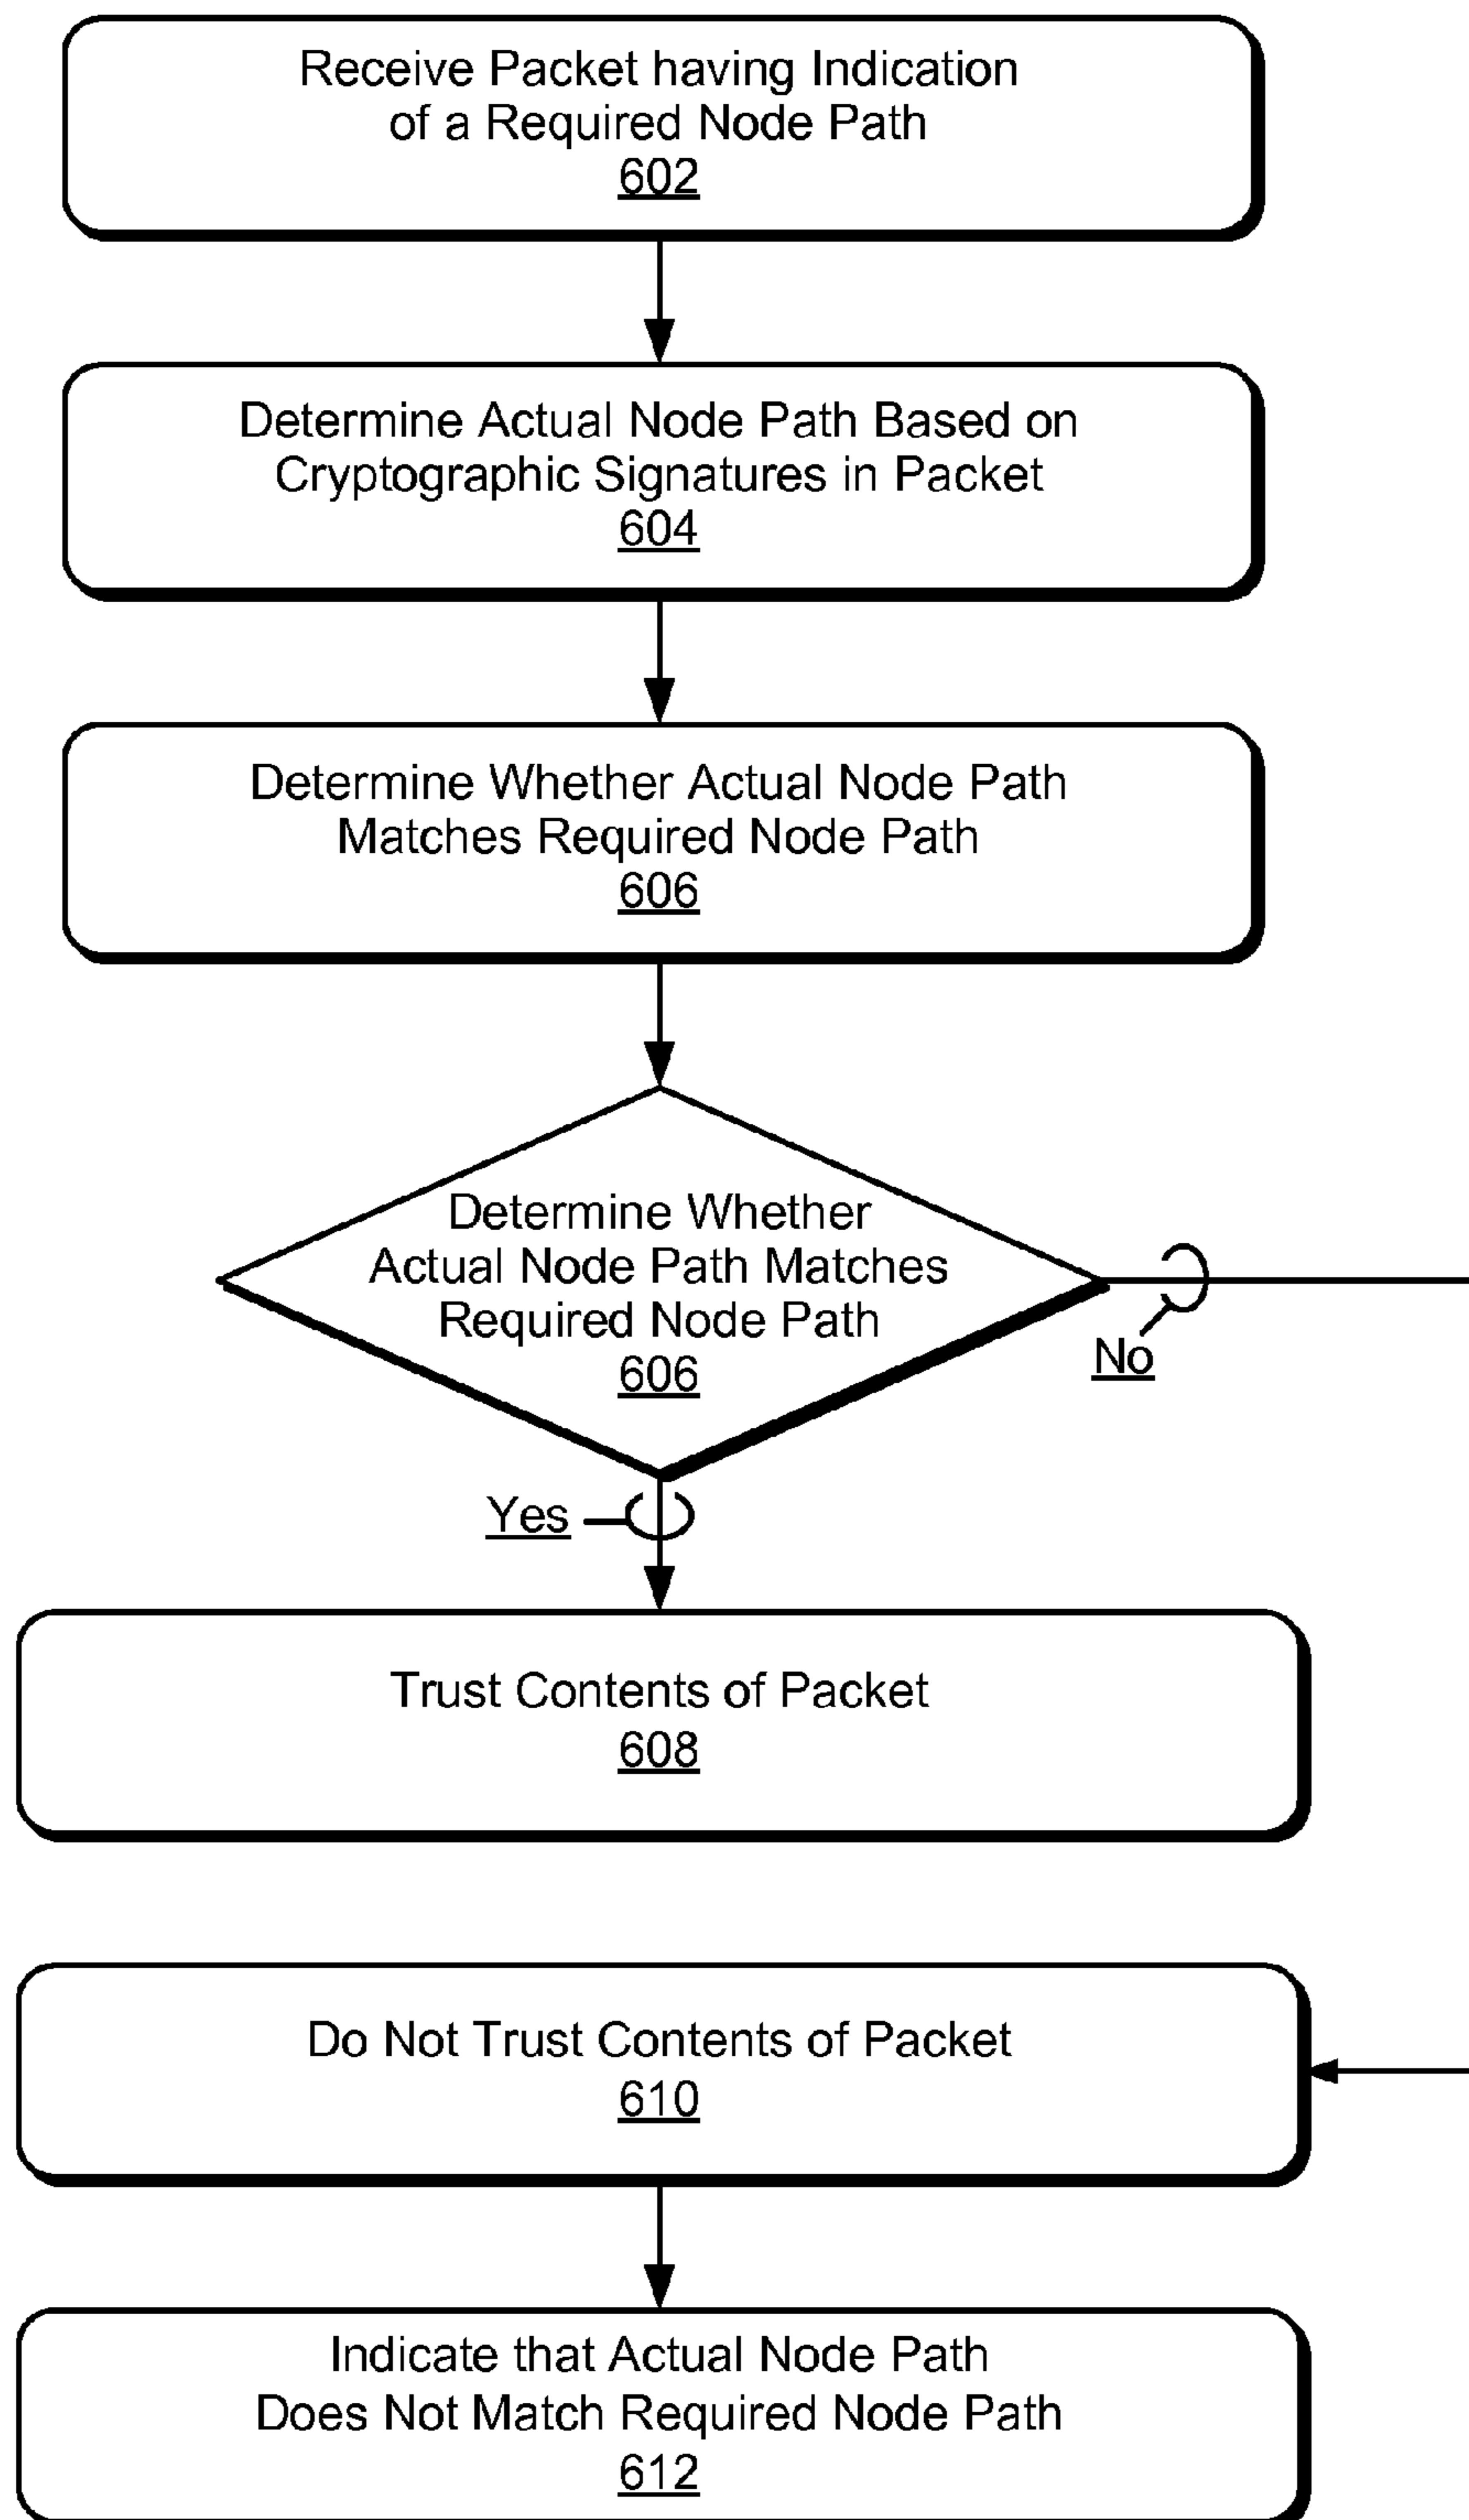 Receive Packet having Indication
of a Required Node Path
602
Determine Actual Node Path Based on
Cryptographic Signatures in Packet
604
Determine Whether Actual Node Path
Matches Required Node Path
606
Determine Whether
Actual Node Path Matches
Required Node Path
606
No
Yes
Trust Contents of Packet
608
Do Not Trust Contents of Packet
610
Indicate that Actual Node Path
Does Not Match Required Node Path
612